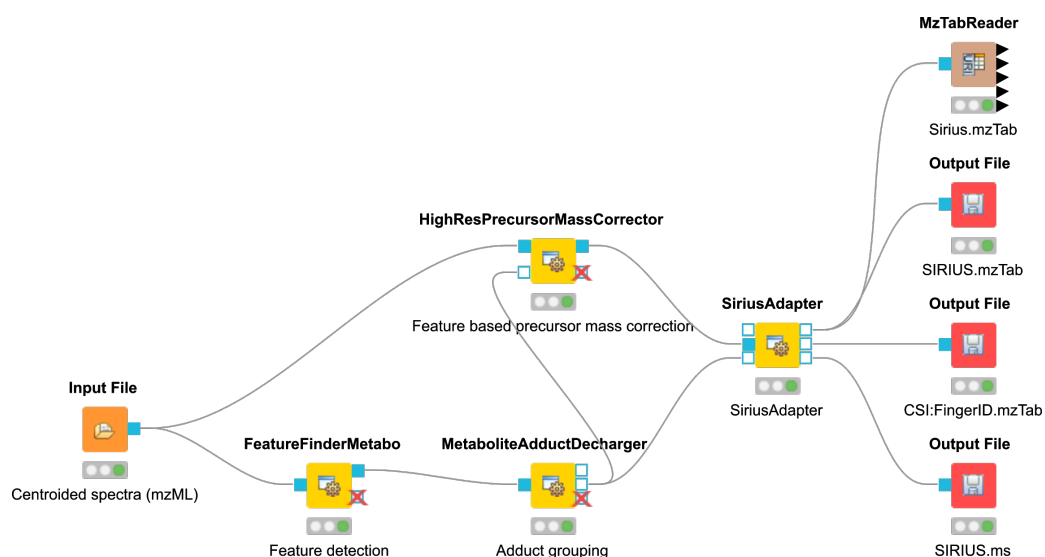 MzTabReader
Sirius.mzTab
Output File
SIRIUS.mzTab
HighResPrecursorMassCorrector
Feature based precursor mass correction
SiriusAdapter
SiriusAdapter
Output File
CSI:FingerID.mzTab
Input File
Centroided spectra (mzML)
FeatureFinderMetabo
Feature detection
MetaboliteAdductDecharger
Adduct grouping
Output File
SIRIUS.ms